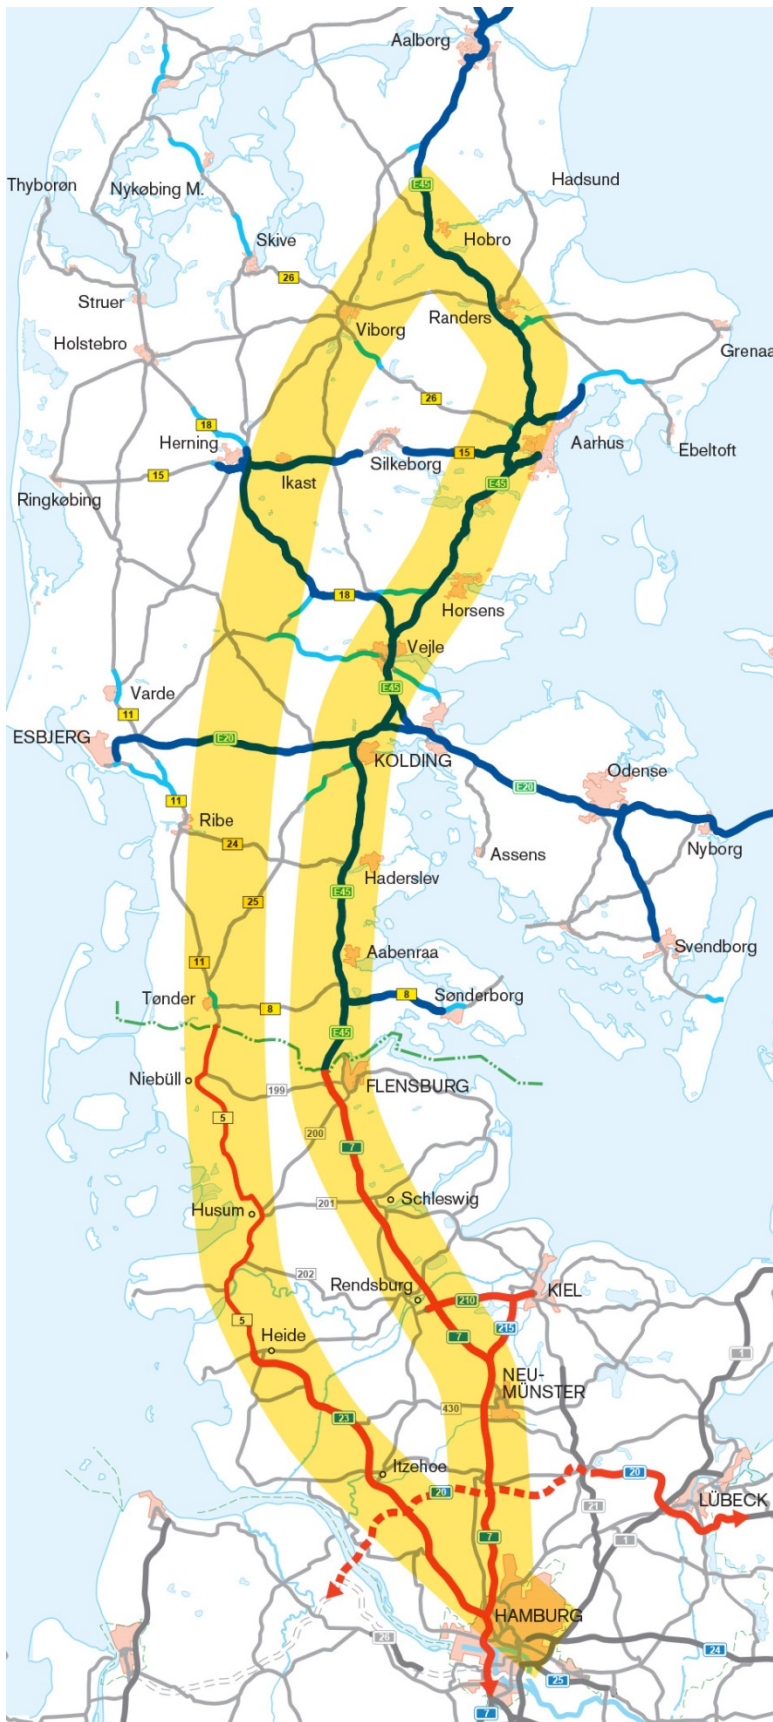 Aalborg
Thyborøn
Nykøbing M.
E45
Hadsund
Skive
Hobro
26
Struer
Randers
Viborg
Holstebro
Grenaa
26
18
Herning
Aarhus
Ebeltoft
15
Silkeborg
15
Ikast
E45
Ringkøbing
18
Horsens
Vejle
E45
Varde
11
ESBJERG
E20
KOLDING
Odense
E20
11
Ribe
24
Nyborg
Assens
Haderslev
E45
25
Aabenraa
Svendborg
11
Tønder
8
8
Sønderborg
E45
Niebüll
199
FLENSBURG
5
200
7
Husum
201
Schleswig
202
Rendsburg
KIEL
210
5
215
Heide
7
1
NEU-
MÜNSTER
23
430
Itzehoe
20
20
LÜBECK
21
7
1
HAMBURG
26
24
25
7